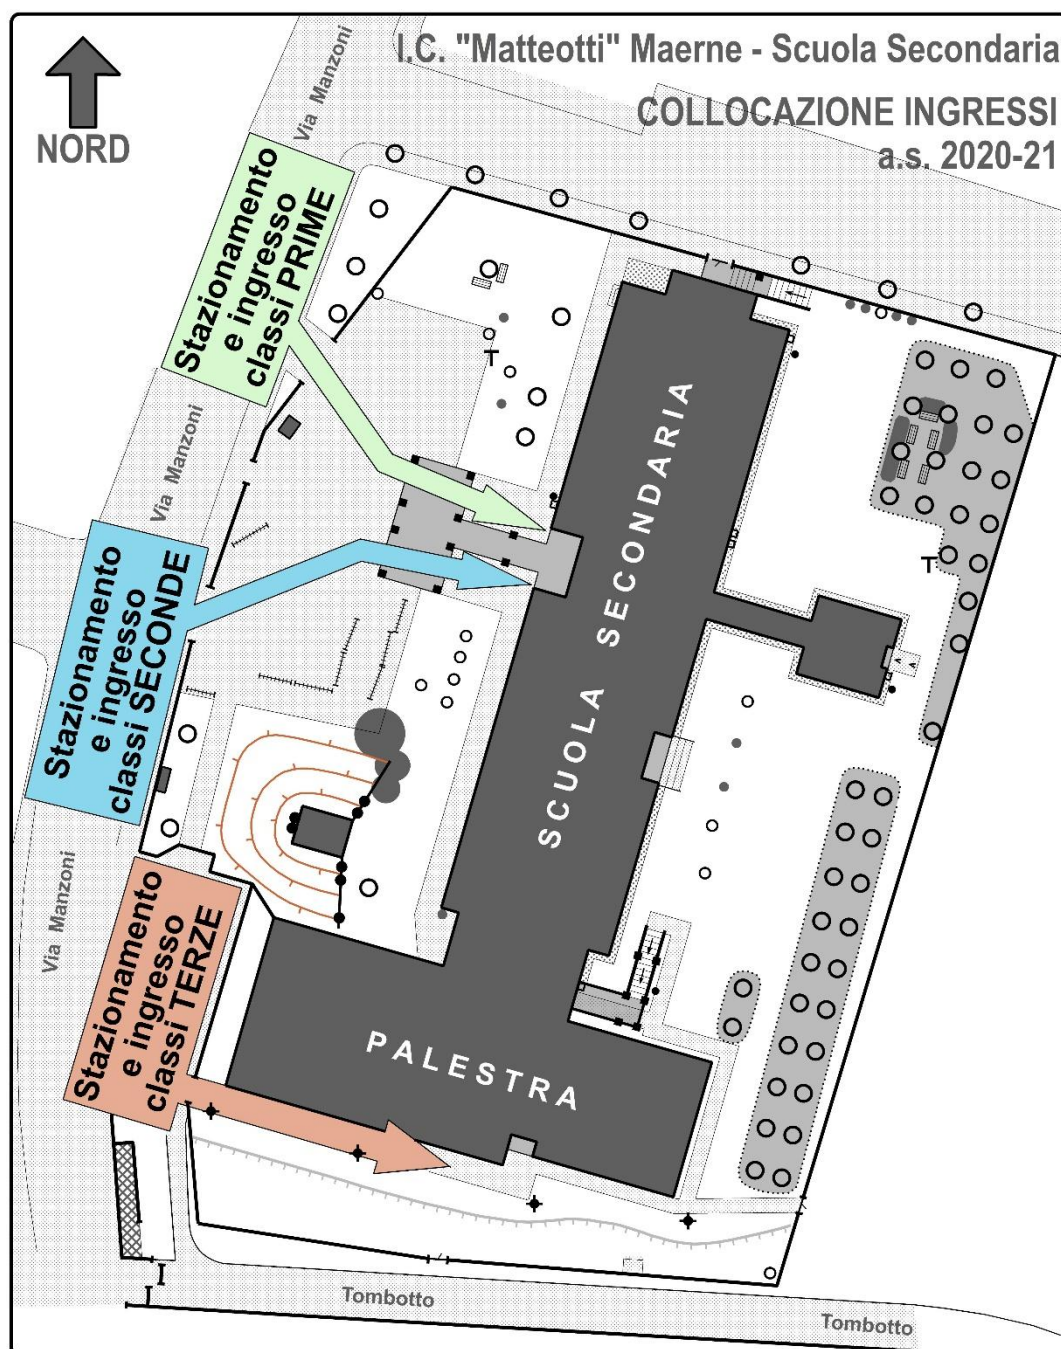 I.C. "Matteotti" Maerne - Scuola Secondaria
COLLOCAZIONE INGRESSI
a.s. 2020-21
NORD
Via Manzoni
Stazionamento
e ingresso
classi PRIME
Via Manzoni
Stazionamento
e ingresso
classi SECONDE
SCUOLA SECONDARIA
Via Manzoni
Stazionamento
e ingresso
classi TERZE
PALESTRA
Tombotto
Tombotto